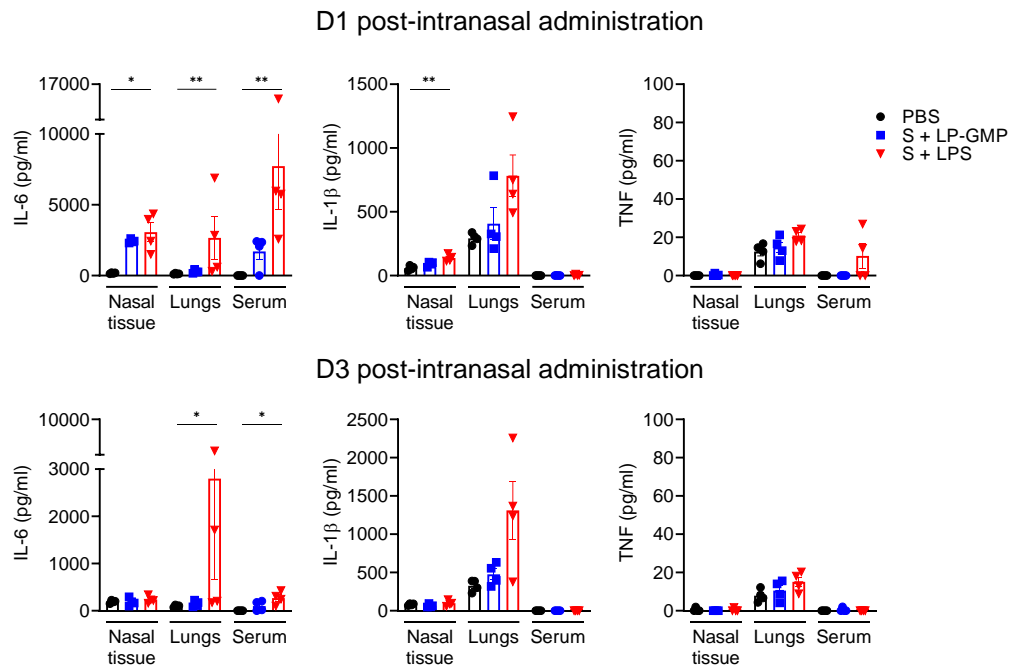 D1 post-intranasal administration
IL-6 (pg/ml)
17000
10000
5000
0
* ** **
Nasal tissue Lungs Serum
IL-1β (pg/ml)
1500
1000
500
0
**
Nasal tissue Lungs Serum
TNF (pg/ml)
100
80
60
40
20
0
Nasal tissue Lungs Serum
PBS
S + LP-GMP
S + LPS
D3 post-intranasal administration
IL-6 (pg/ml)
10000
3000
2000
1000
0
* *
Nasal tissue Lungs Serum
IL-1β (pg/ml)
2500
2000
1500
1000
500
0
Nasal tissue Lungs Serum
TNF (pg/ml)
100
80
60
40
20
0
Nasal tissue Lungs Serum